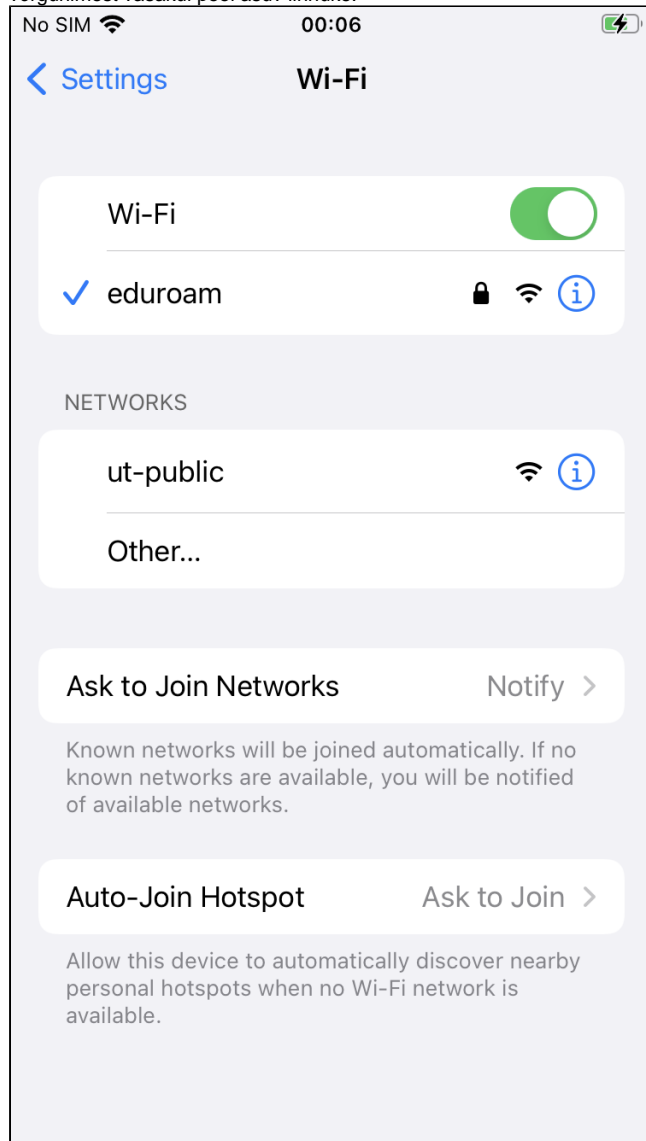 No SIM 00:06
Settings Wi-Fi
Wi-Fi
eduroam
NETWORKS
ut-public
Other...
Ask to Join Networks Notify
Known networks will be joined automatically. If no
known networks are available, you will be notified
of available networks.
Auto-Join Hotspot Ask to Join
Allow this device to automatically discover nearby
personal hotspots when no Wi-Fi network is
available.